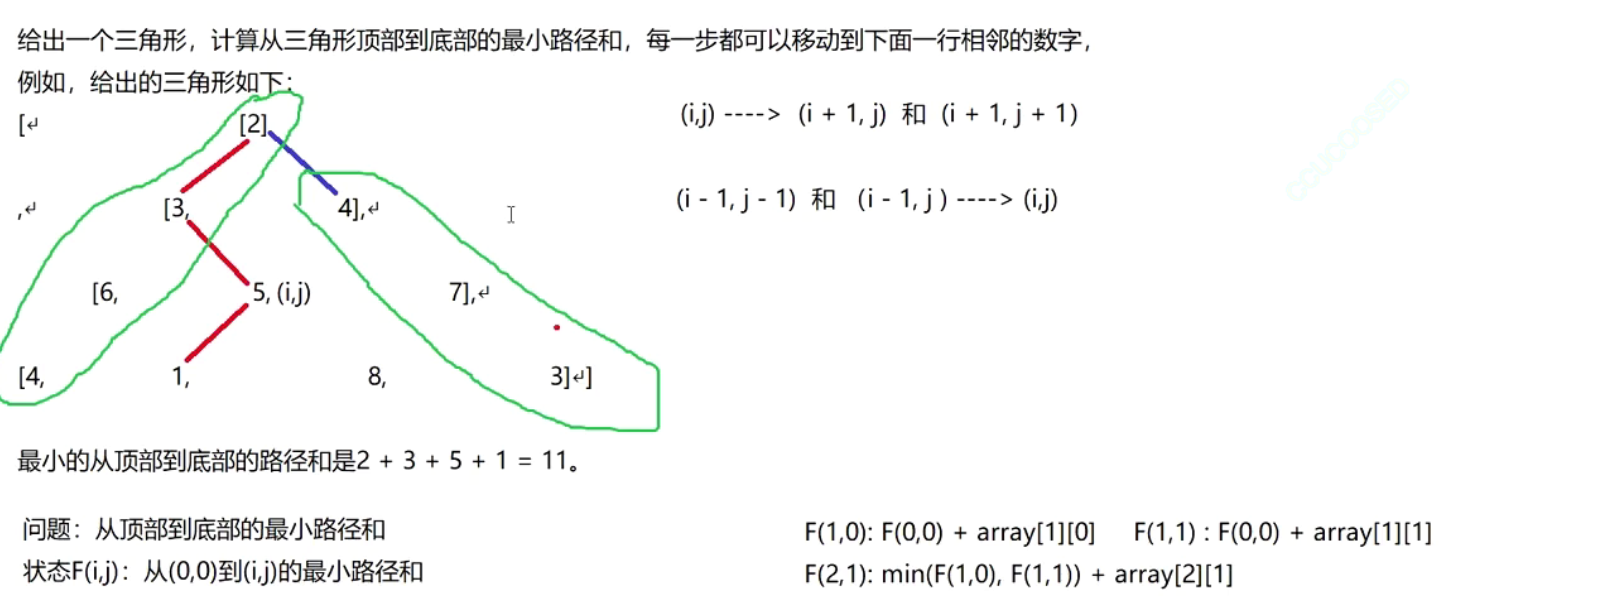 给出一个三角形，计算从三角形顶部到底部的最小路径和，每一步都可以移动到下面一行相邻的数字，
例如，给出的三角形如下：
[↵ [2] (i,j) ----> (i + 1, j) 和 (i + 1, j + 1)
,↵ [3, 4],↵ (i - 1, j - 1) 和 (i - 1, j ) ----> (i,j)
[6, 5, (i,j) 7],↵
[4, 1, 8, 3]↵]
最小的从顶部到底部的路径和是2 + 3 + 5 + 1 = 11。
问题：从顶部到底部的最小路径和 F(1,0): F(0,0) + array[1][0] F(1,1) : F(0,0) + array[1][1]
状态F(i,j)：从(0,0)到(i,j)的最小路径和 F(2,1): min(F(1,0), F(1,1)) + array[2][1]